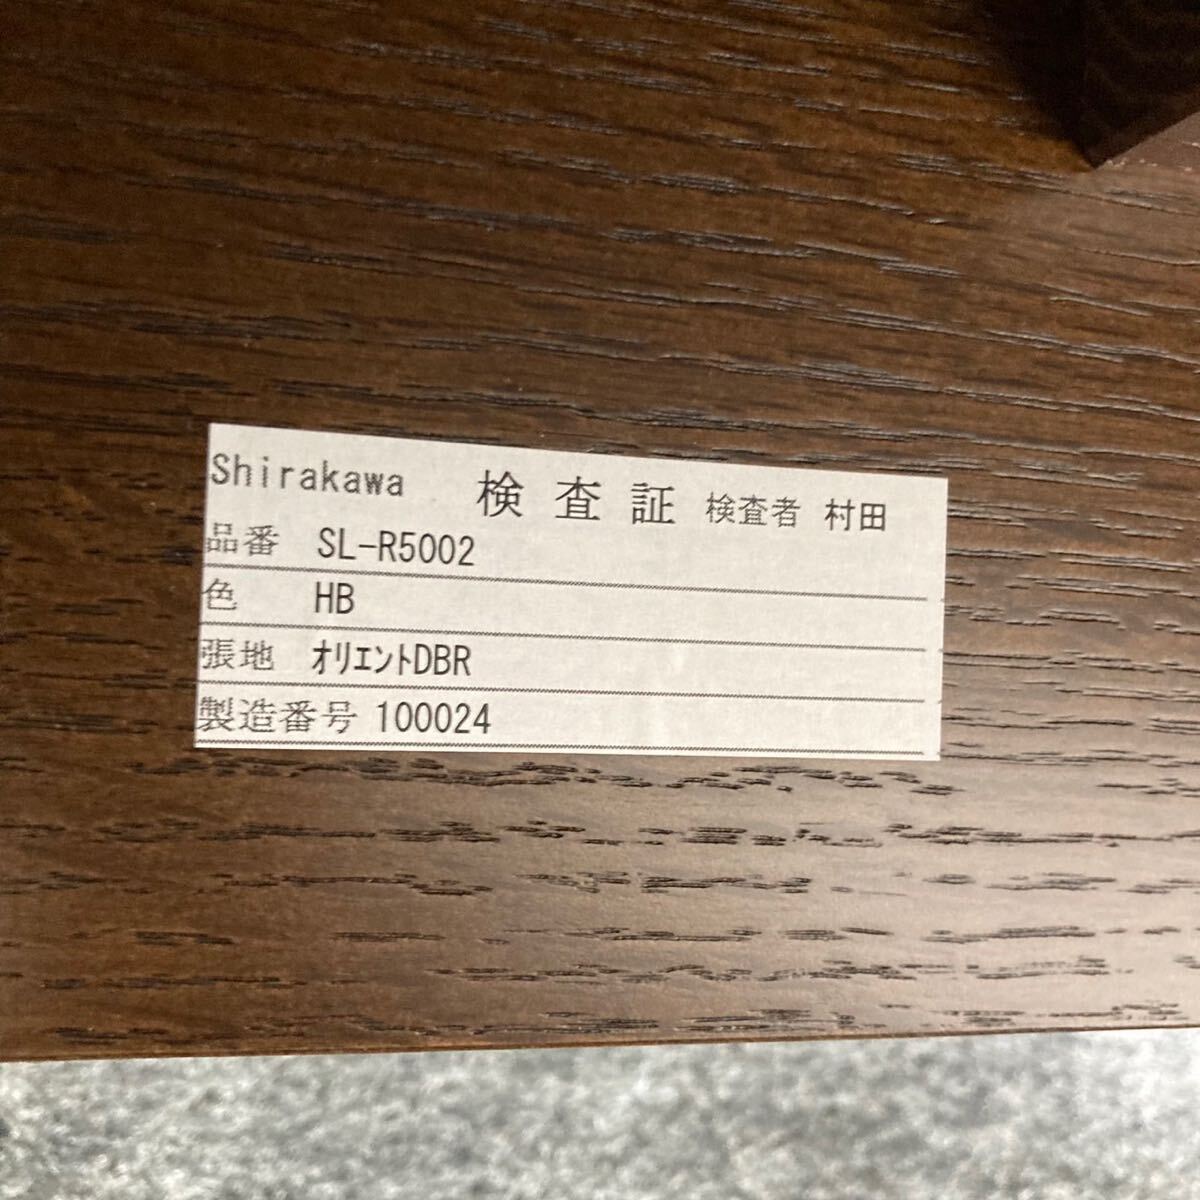 Shirakawa 検査証 検査者 村田
品番 SL-R5002
色 HB
張地 ｵﾘｴﾝﾄDBR
製造番号 100024